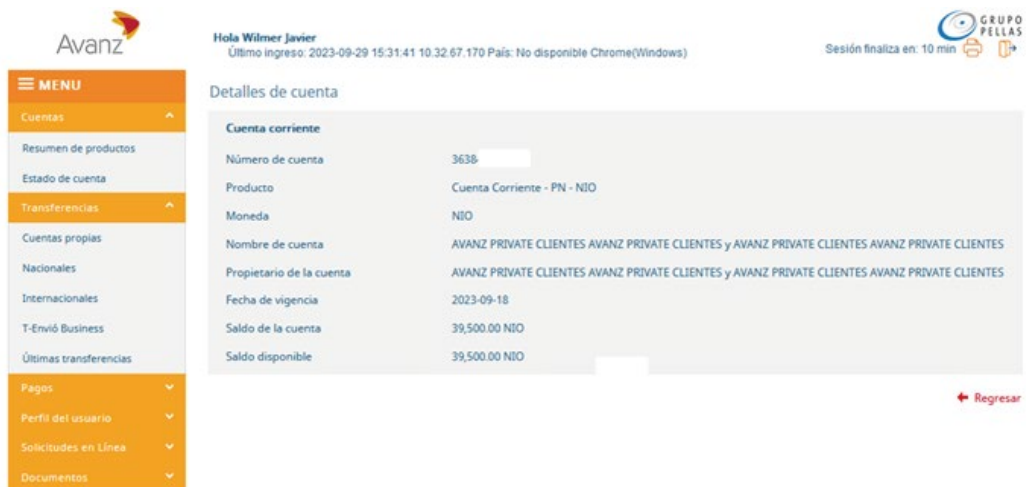 Avanz
Hola Wilmer Javier
Último ingreso: 2023-09-29 15:31:41 10.32.67.170 País: No disponible Chrome(Windows)
GRUPO
PELLAS
Sesión finaliza en: 10 min
MENU
Cuentas
Resumen de productos
Estado de cuenta
Transferencias
Cuentas propias
Nacionales
Internacionales
T-Envió Business
Últimas transferencias
Pagos
Perfil del usuario
Solicitudes en Línea
Documentos
Detalles de cuenta
Cuenta corriente
Número de cuenta 3638
Producto Cuenta Corriente - PN - NIO
Moneda NIO
Nombre de cuenta AVANZ PRIVATE CLIENTES AVANZ PRIVATE CLIENTES y AVANZ PRIVATE CLIENTES AVANZ PRIVATE CLIENTES
Propietario de la cuenta AVANZ PRIVATE CLIENTES AVANZ PRIVATE CLIENTES y AVANZ PRIVATE CLIENTES AVANZ PRIVATE CLIENTES
Fecha de vigencia 2023-09-18
Saldo de la cuenta 39,500.00 NIO
Saldo disponible 39,500.00 NIO
Regresar